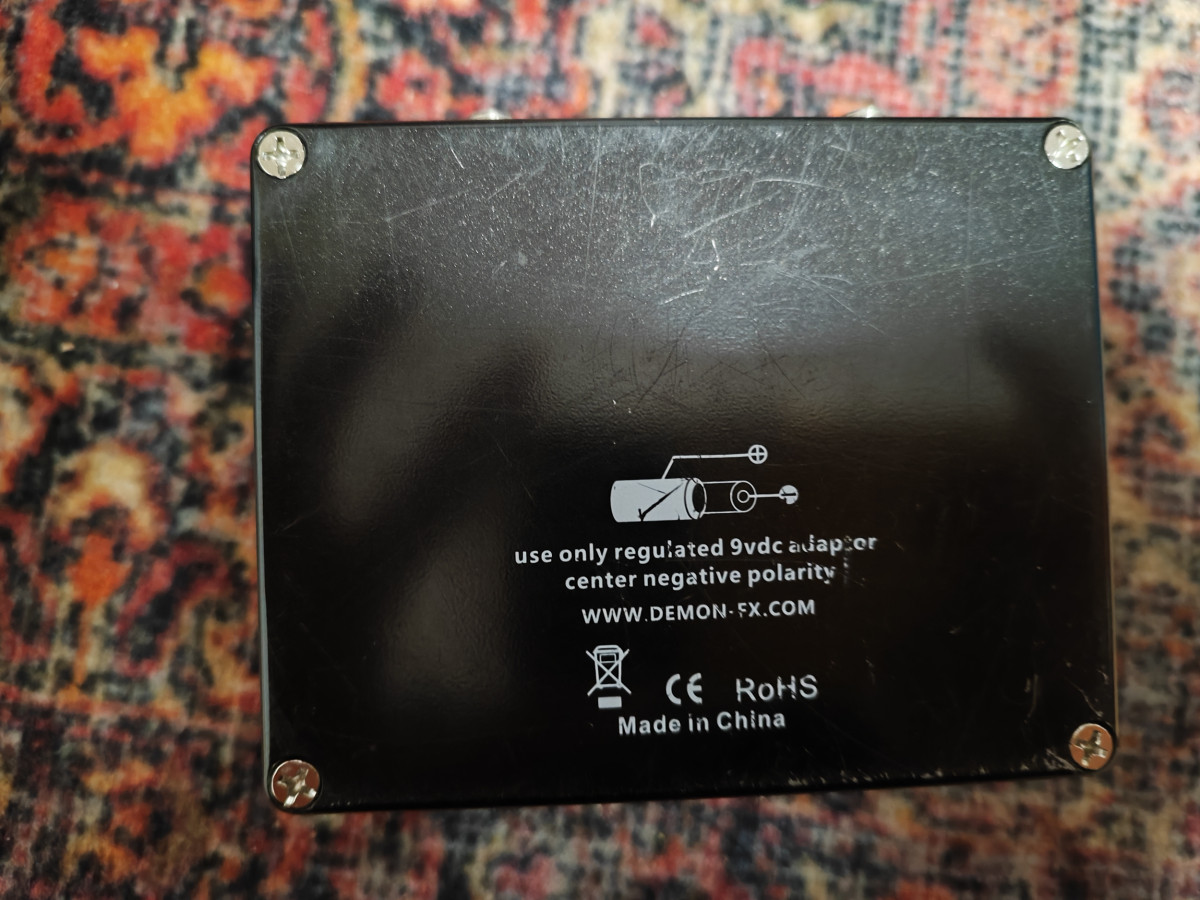 use only regulated 9vdc adaptor
center negative polarity
WWW.DEMON-FX.COM
CE RoHS
Made in China